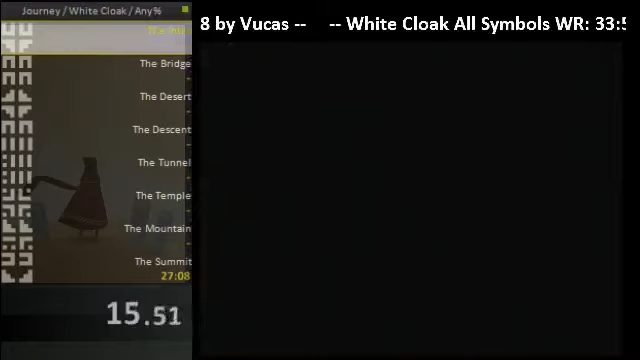 Journey / White Cloak / Any%
8 by Vucas -- -- White Cloak All Symbols WR: 33:5
The Bridge
-
The Desert
-
The Descent
-
The Tunnel
-
The Temple
-
The Mountain
-
The Summit
27:08
15.51